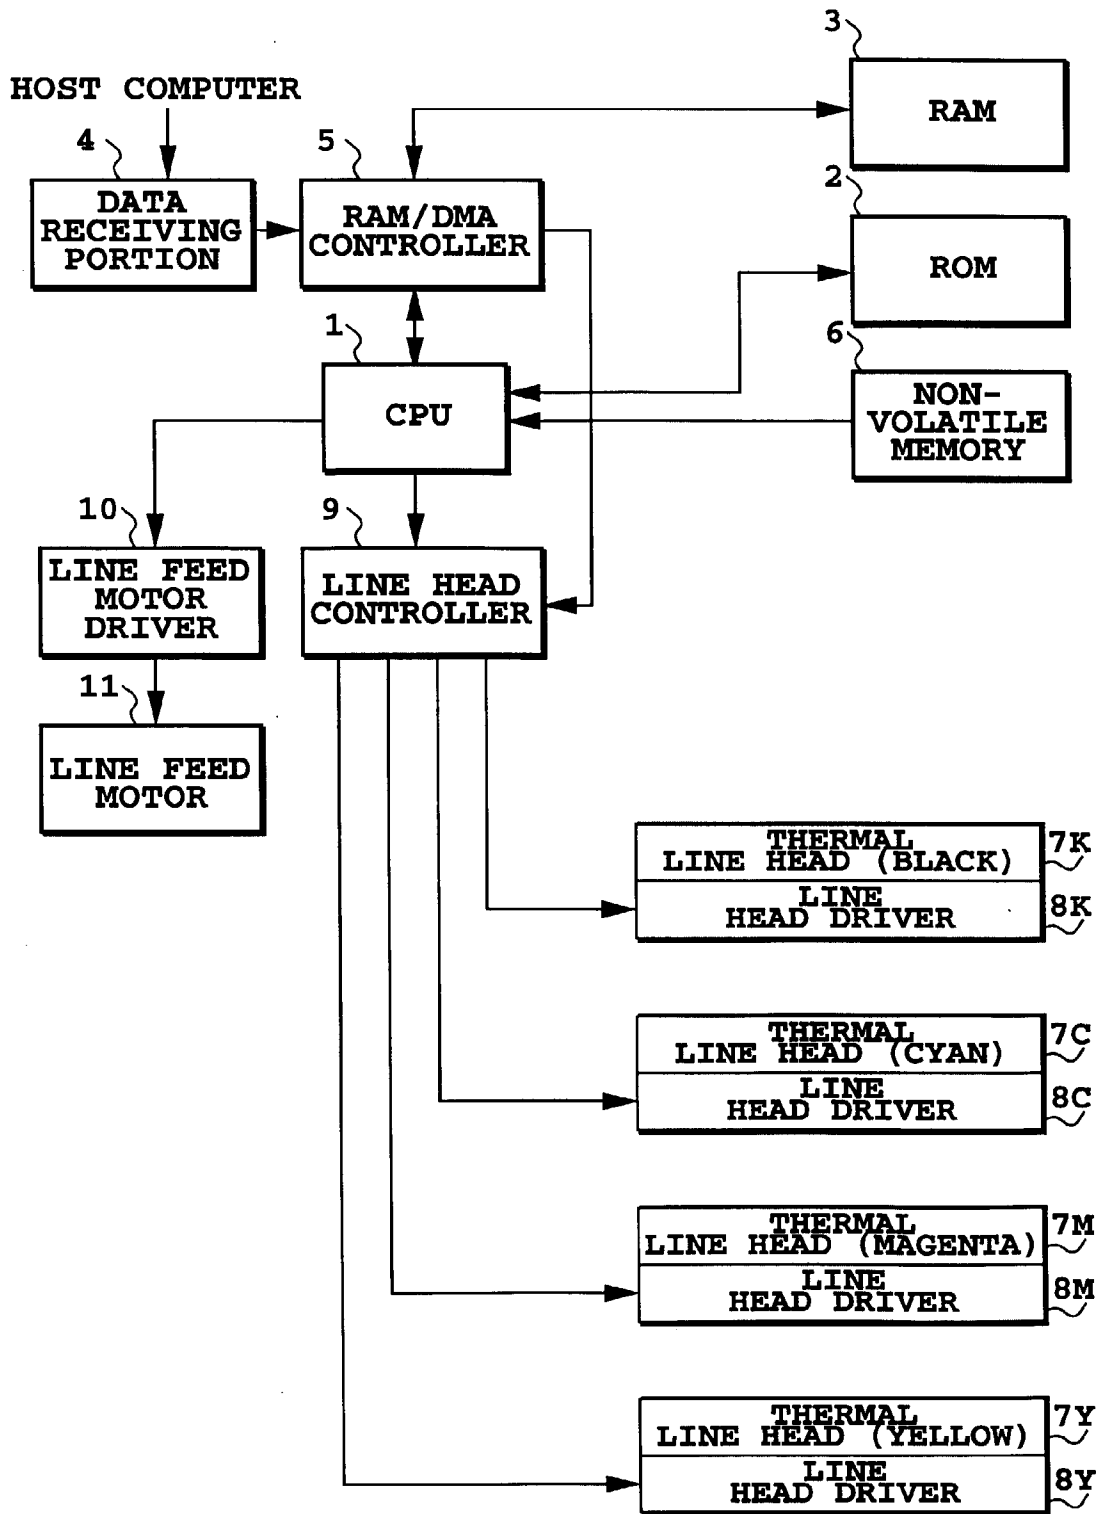 3
RAM
HOST COMPUTER
4
DATA
RECEIVING
PORTION
5
RAM/DMA
CONTROLLER
2
ROM
1
CPU
6
NON-
VOLATILE
MEMORY
10
LINE FEED
MOTOR
DRIVER
9
LINE HEAD
CONTROLLER
11
LINE FEED
MOTOR
THERMAL
LINE HEAD (BLACK)
7K
LINE
HEAD DRIVER
8K
THERMAL
LINE HEAD (CYAN)
7C
LINE
HEAD DRIVER
8C
THERMAL
LINE HEAD (MAGENTA)
7M
LINE
HEAD DRIVER
8M
THERMAL
LINE HEAD (YELLOW)
7Y
LINE
HEAD DRIVER
8Y